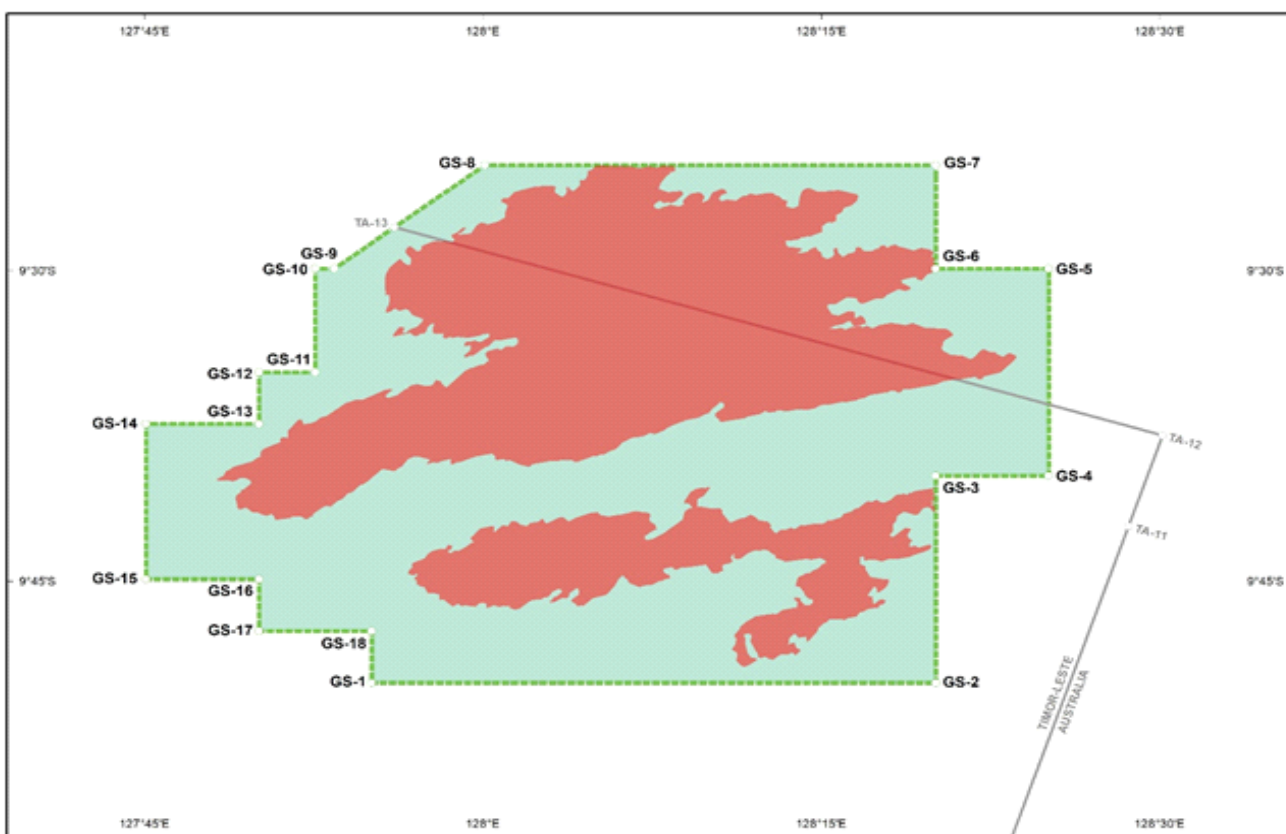 127°45'E 128°E 128°15'E 128°30'E
GS-8 GS-7
TA-13
GS-9 GS-6
9°30'S GS-10 GS-5 9°30'S
GS-11
GS-12
GS-13
GS-14
TA-12
GS-3 GS-4
TA-11
9°45'S GS-15 9°45'S
GS-16
GS-17
GS-18
TIMOR-LESTE
AUSTRALIA
GS-1 GS-2
127°45'E 128°E 128°15'E 128°30'E